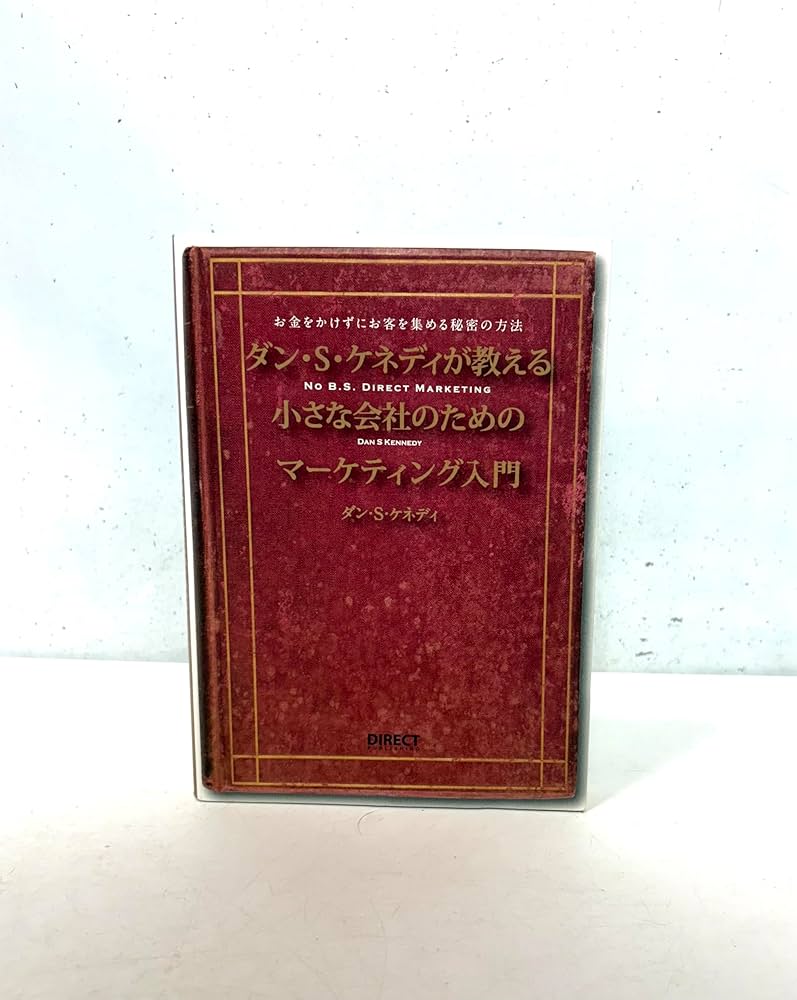 お金をかけずにお客を集める秘密の方法
ダン・S・ケネディが教える
NO B.S. DIRECT MARKETING
小さな会社のための
DAN S KENNEDY
マーケティング入門
ダン・S・ケネディ
DIRECT
PUBLISHING